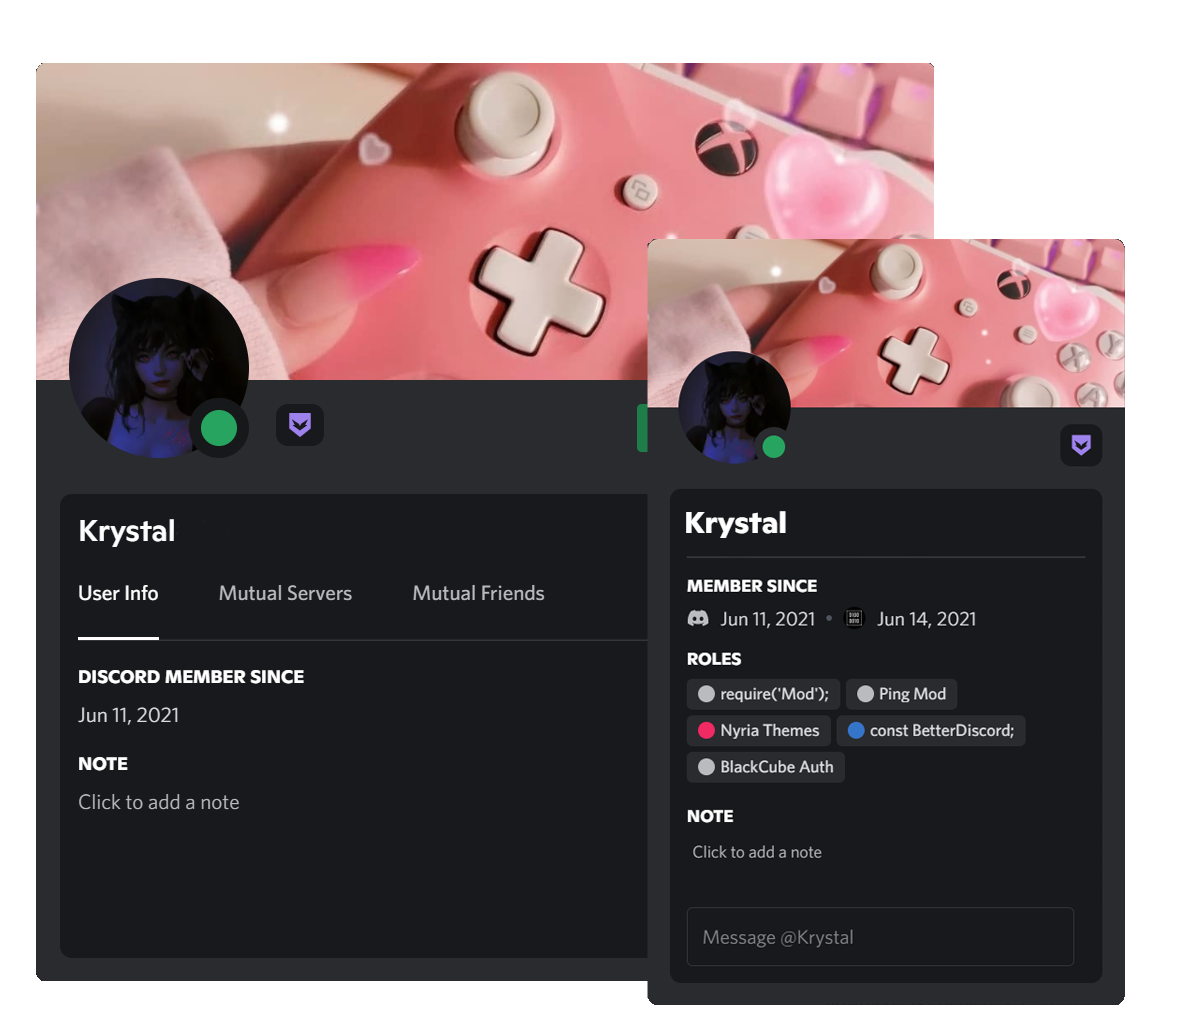 Krystal
User Info Mutual Servers Mutual Friends
DISCORD MEMBER SINCE
Jun 11, 2021
NOTE
Click to add a note
Krystal
MEMBER SINCE
Jun 11, 2021 • Jun 14, 2021
ROLES
require('Mod'); Ping Mod
Nyria Themes const BetterDiscord;
BlackCube Auth
NOTE
Click to add a note
Message @Krystal